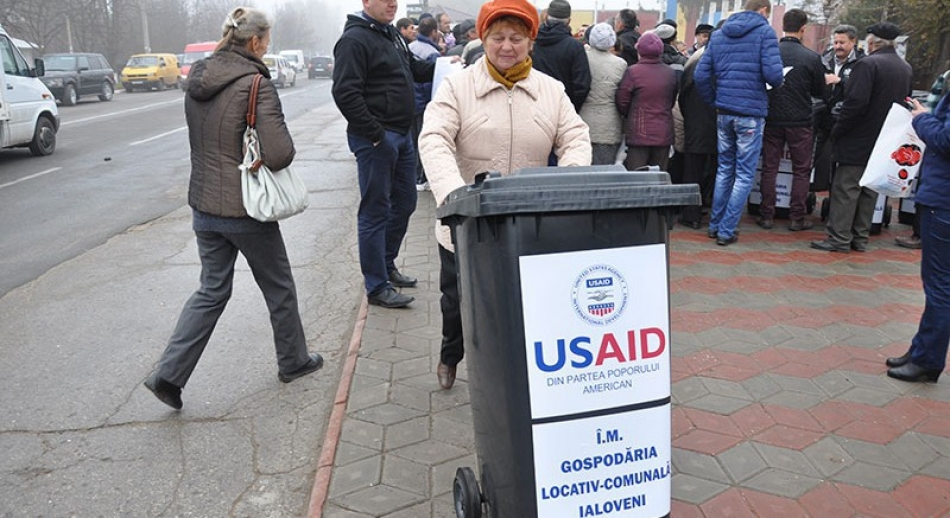 UNITED STATES AGENCY
USAID
INTERNATIONAL DEVELOPMENT
USAID
DIN PARTEA POPORULUI
AMERICAN
Î.M.
GOSPODĂRIA
LOCATIV-COMUNALĂ
IALOVENI